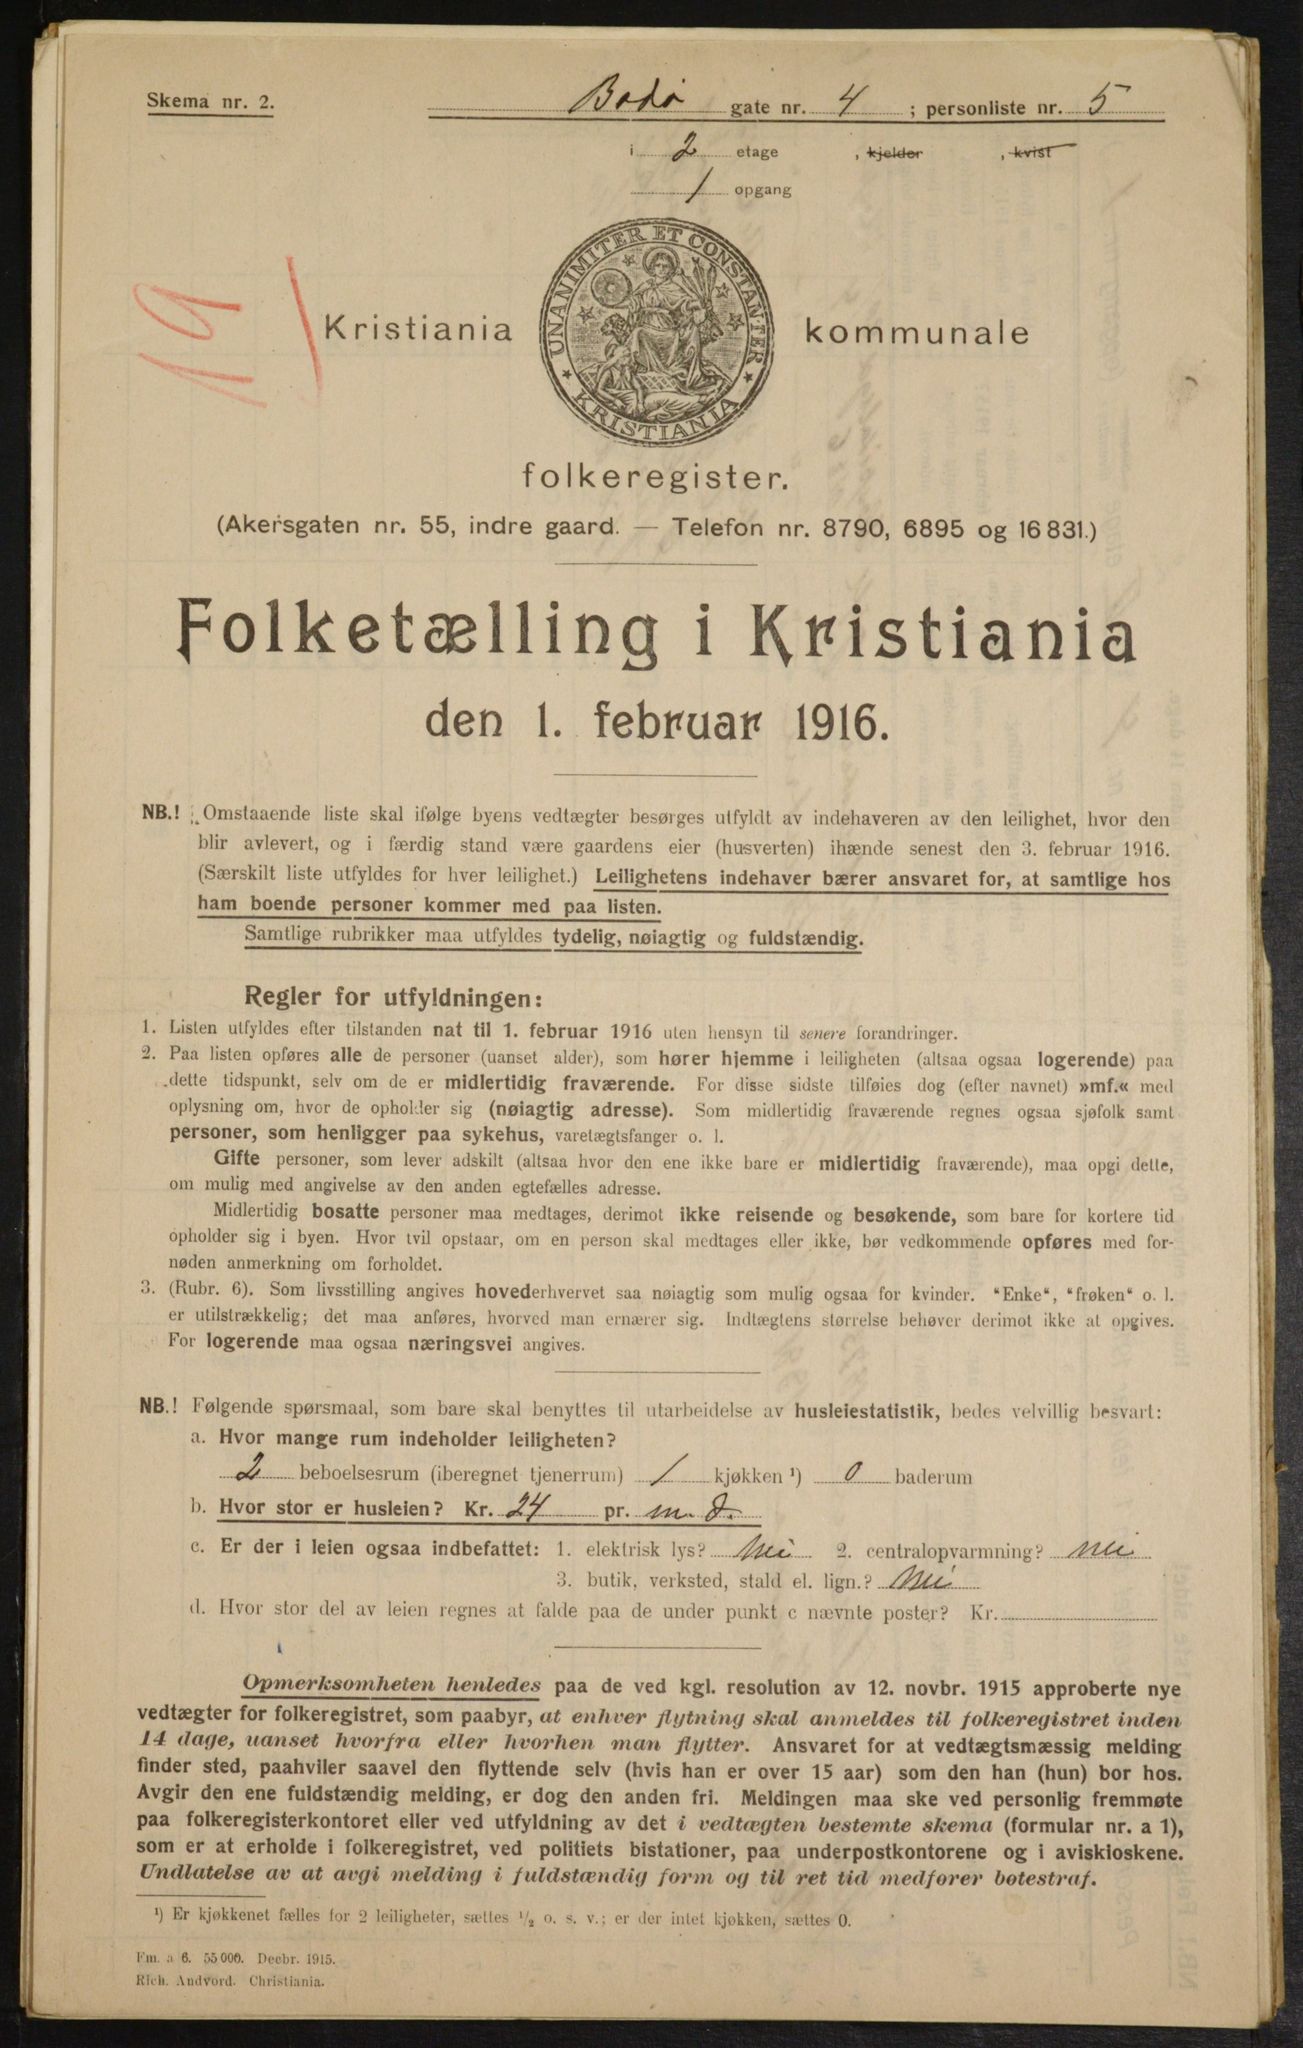 Skema nr. 2.
Bodø gate nr. 4 ; personliste nr. 5
i 2 etage , kjelder , kvist
1 opgang
19
UNANIMITER ET CONSTANTER
KRISTIANIA
Kristiania kommunale
folkeregister.
(Akersgaten nr. 55, indre gaard. — Telefon nr. 8790, 6895 og 16831.)
Folketælling i Kristiania
den 1. februar 1916.
NB.! Omstaaende liste skal ifølge byens vedtægter besørges utfyldt av indehaveren av den leilighet, hvor den
blir avlevert, og i færdig stand være gaardens eier (husverten) ihænde senest den 3. februar 1916.
(Særskilt liste utfyldes for hver leilighet.) Leilighetens indehaver bærer ansvaret for, at samtlige hos
ham boende personer kommer med paa listen.
Samtlige rubrikker maa utfyldes tydelig, nøiagtig og fuldstændig.
Regler for utfyldningen:
1. Listen utfyldes efter tilstanden nat til 1. februar 1916 uten hensyn til senere forandringer.
2. Paa listen opføres alle de personer (uanset alder), som hører hjemme i leiligheten (altsaa ogsaa logerende) paa
dette tidspunkt, selv om de er midlertidig fraværende. For disse sidste tilføies dog (efter navnet) »mf.« med
oplysning om, hvor de opholder sig (nøiagtig adresse). Som midlertidig fraværende regnes ogsaa sjøfolk samt
personer, som henligger paa sykehus, varetægtsfanger o. l.
Gifte personer, som lever adskilt (altsaa hvor den ene ikke bare er midlertidig fraværende), maa opgi dette,
om mulig med angivelse av den anden egtefælles adresse.
Midlertidig bosatte personer maa medtages, derimot ikke reisende og besøkende, som bare for kortere tid
opholder sig i byen. Hvor tvil opstaar, om en person skal medtages eller ikke, bør vedkommende opføres med for-
nøden anmerkning om forholdet.
3. (Rubr. 6). Som livsstilling angives hovederhvervet saa nøiagtig som mulig ogsaa for kvinder. "Enke", "frøken" o. l.
er utilstrækkelig; det maa anføres, hvorved man ernærer sig. Indtægtens størrelse behøver derimot ikke at opgives.
For logerende maa ogsaa næringsvei angives.
NB.! Følgende spørsmaal, som bare skal benyttes til utarbeidelse av husleiestatistik, bedes velvillig besvart:
a. Hvor mange rum indeholder leiligheten?
2 beboelsesrum (iberegnet tjenerrum) 1 kjøkken ¹) 0 baderum
b. Hvor stor er husleien? Kr. 24 pr. m. d.
c. Er der i leien ogsaa indbefattet: 1. elektrisk lys? Nei 2. centralopvarmning? nei
3. butik, verksted, stald el. lign.? Nei
d. Hvor stor del av leien regnes at falde paa de under punkt c nævnte poster? Kr.
Opmerksomheten henledes paa de ved kgl. resolution av 12. novbr. 1915 approberte nye
vedtægter for folkeregistret, som paabyr, at enhver flytning skal anmeldes til folkeregistret inden
14 dage, uanset hvorfra eller hvorhen man flytter. Ansvaret for at vedtægtsmæssig melding
finder sted, paahviler saavel den flyttende selv (hvis han er over 15 aar) som den han (hun) bor hos.
Avgir den ene fuldstændig melding, er dog den anden fri. Meldingen maa ske ved personlig fremmøte
paa folkeregisterkontoret eller ved utfyldning av det i vedtægten bestemte skema (formular nr. a 1),
som er at erholde i folkeregistret, ved politiets bistationer, paa underpostkontorene og i aviskioskene.
Undlatelse av at avgi melding i fuldstændig form og til ret tid medfører bøtestraf.
¹) Er kjøkkenet fælles for 2 leiligheter, sættes ½ o. s. v.; er der intet kjøkken, sættes 0.
Fm. a 6. 55 000. Decbr. 1915.
Rich. Andvord. Christiania.